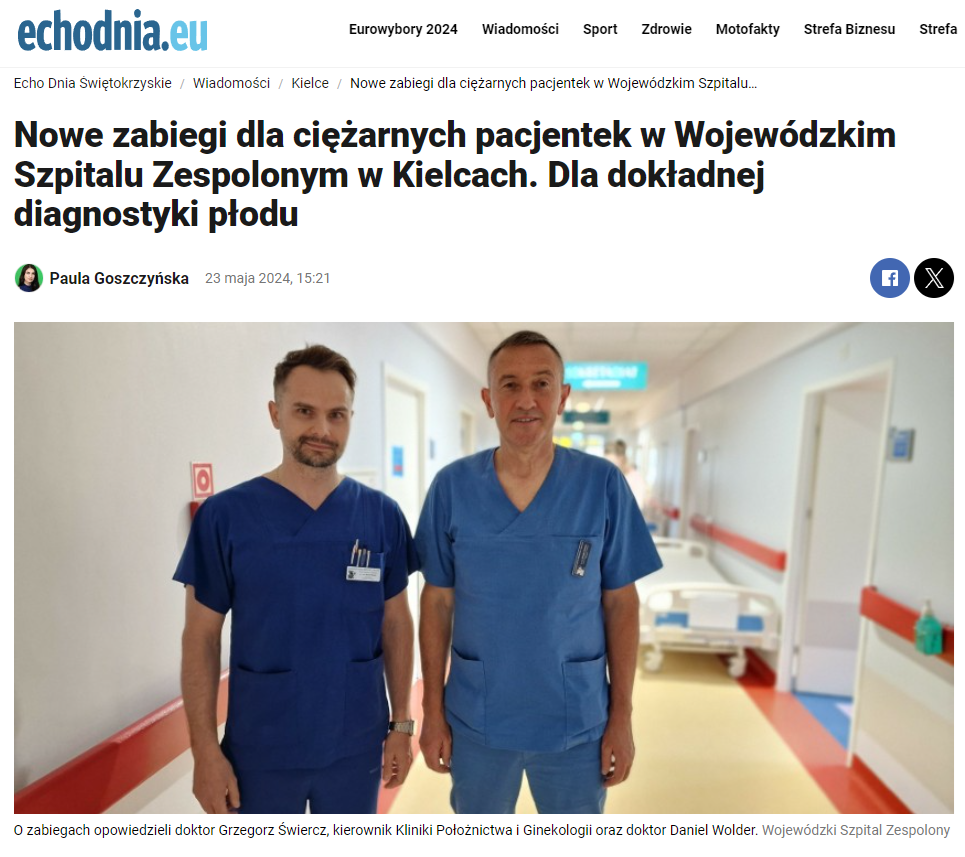 echodnia.eu
Eurowybory 2024 Wiadomości Sport Zdrowie Motofakty Strefa Biznesu Strefa
Echo Dnia Świętokrzyskie / Wiadomości / Kielce / Nowe zabiegi dla ciężarnych pacjentek w Wojewódzkim Szpitalu...
Nowe zabiegi dla ciężarnych pacjentek w Wojewódzkim
Szpitalu Zespolonym w Kielcach. Dla dokładnej
diagnostyki płodu
Paula Goszczyńska 23 maja 2024, 15:21
O zabiegach opowiedzieli doktor Grzegorz Świercz, kierownik Kliniki Położnictwa i Ginekologii oraz doktor Daniel Wolder. Wojewódzki Szpital Zespolony